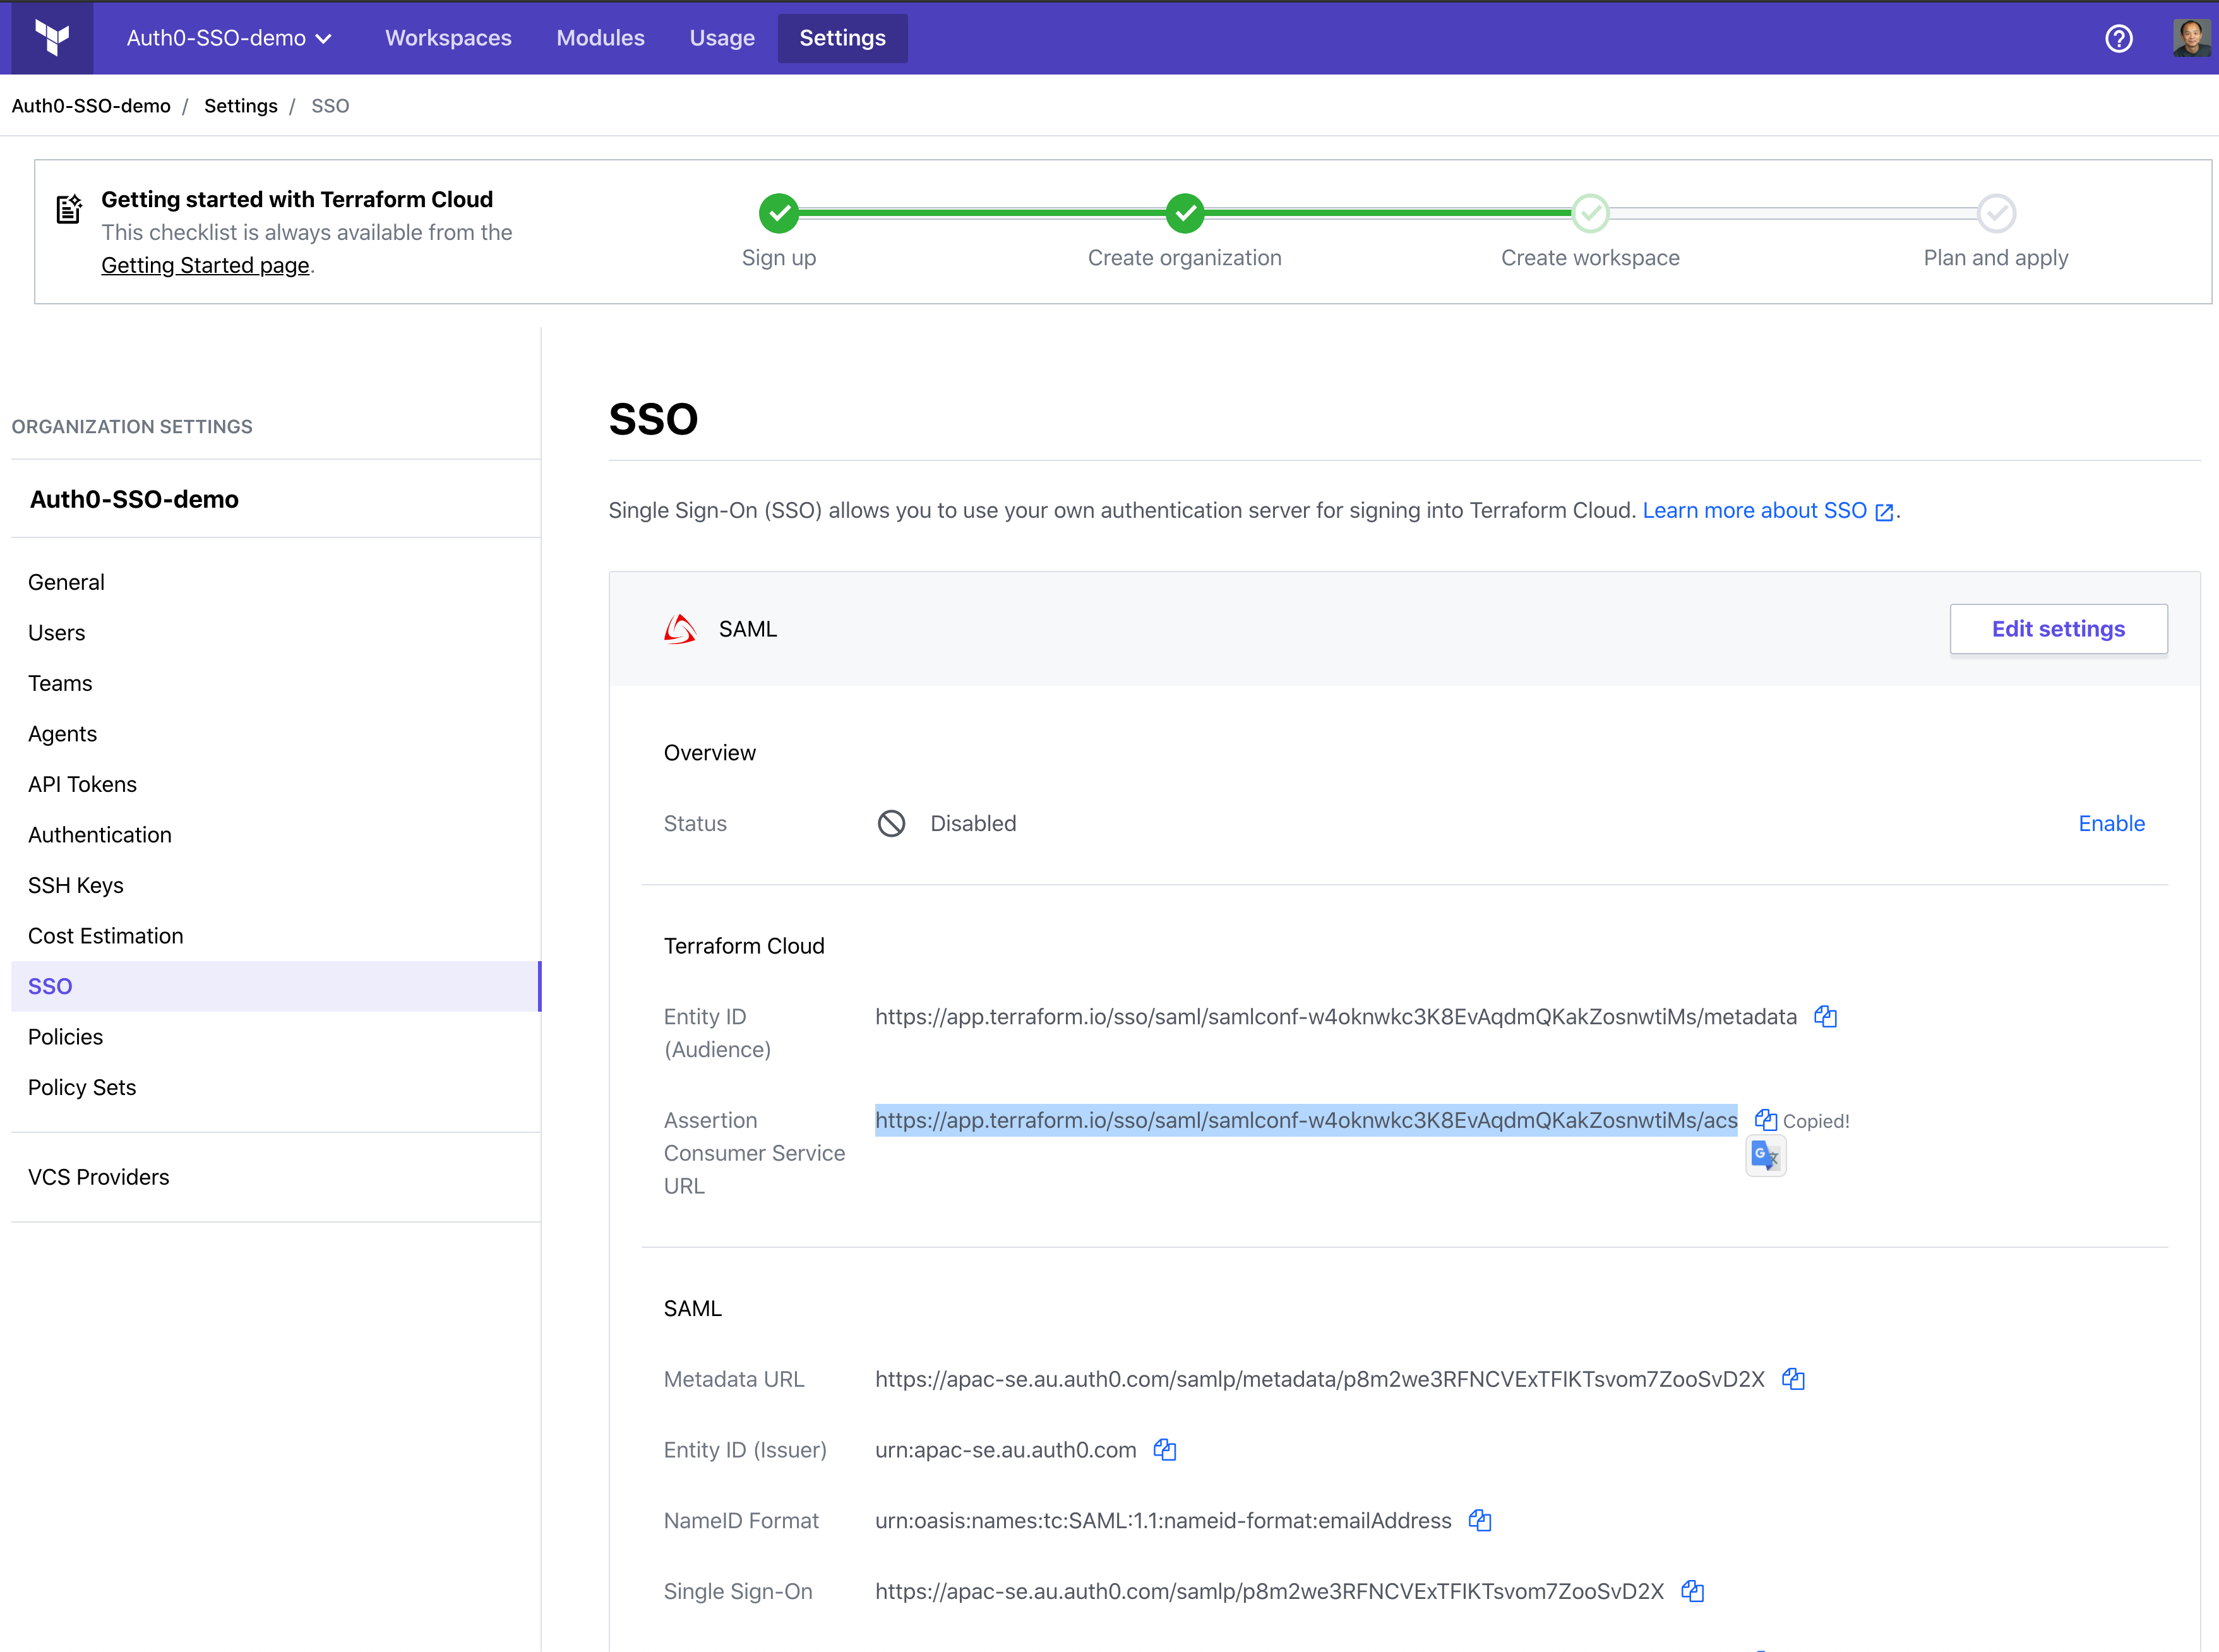 Auth0-SSO-demo Workspaces Modules Usage Settings
Auth0-SSO-demo / Settings / SSO
Getting started with Terraform Cloud
This checklist is always available from the
Getting Started page.
Sign up Create organization Create workspace Plan and apply
ORGANIZATION SETTINGS
Auth0-SSO-demo
General
Users
Teams
Agents
API Tokens
Authentication
SSH Keys
Cost Estimation
SSO
Policies
Policy Sets
VCS Providers
SSO
Single Sign-On (SSO) allows you to use your own authentication server for signing into Terraform Cloud. Learn more about SSO.
SAML Edit settings
Overview
Status Disabled Enable
Terraform Cloud
Entity ID https://app.terraform.io/sso/saml/samlconf-w4oknwkc3K8EvAqdmQKakZosnwtiMs/metadata
(Audience)
Assertion https://app.terraform.io/sso/saml/samlconf-w4oknwkc3K8EvAqdmQKakZosnwtiMs/acs Copied!
Consumer Service
URL
SAML
Metadata URL https://apac-se.au.auth0.com/samlp/metadata/p8m2we3RFNCVExTFIKTsvom7ZooSvD2X
Entity ID (Issuer) urn:apac-se.au.auth0.com
NameID Format urn:oasis:names:tc:SAML:1.1:nameid-format:emailAddress
Single Sign-On https://apac-se.au.auth0.com/samlp/p8m2we3RFNCVExTFIKTsvom7ZooSvD2X